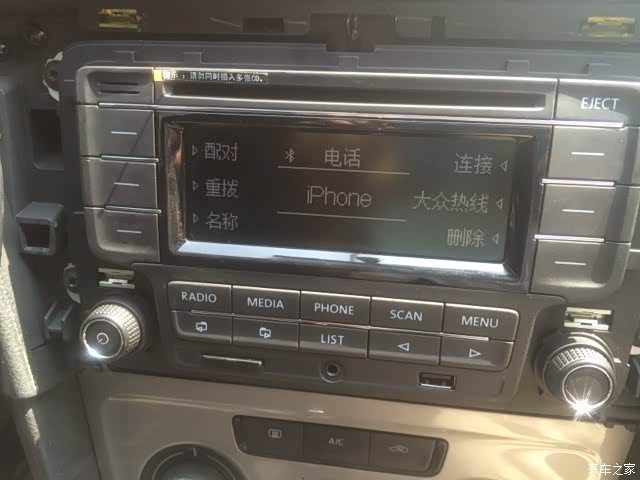 提示：请勿同时插入多张CD。
EJECT
配对
电话
连接
重拨
iPhone
大众热线
名称
删除
RADIO
MEDIA
PHONE
SCAN
MENU
LIST
A/C
汽车之家